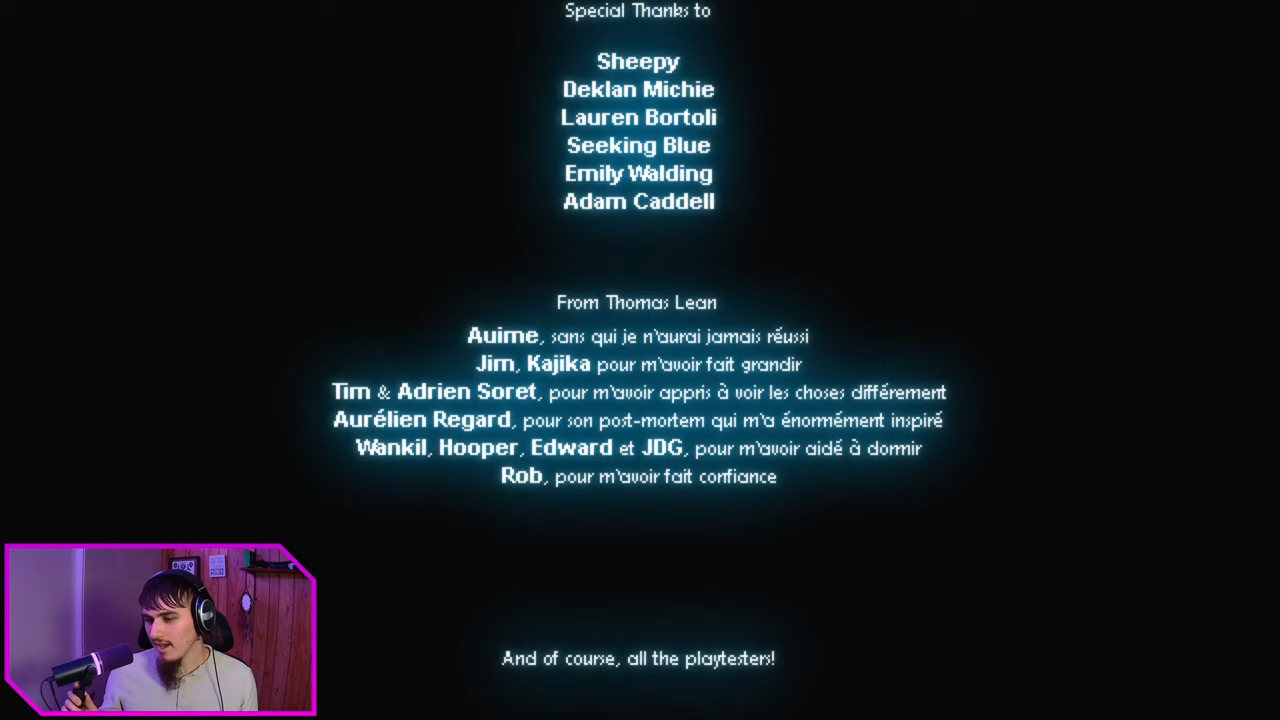 Special Thanks to
Sheepy
Deklan Michie
Lauren Bortoli
Seeking Blue
Emily Walding
Adam Caddell
From Thomas Lean
Auime, sans qui je n'aurai jamais réussi
Jim, Kajika pour m'avoir fait grandir
Tim & Adrien Soret, pour m'avoir appris à voir les choses différement
Aurélien Regard, pour son post-mortem qui m'a énormément inspiré
Wankil, Hooper, Edward et JDG, pour m'avoir aidé à dormir
Rob, pour m'avoir fait confiance
And of course, all the playtesters!